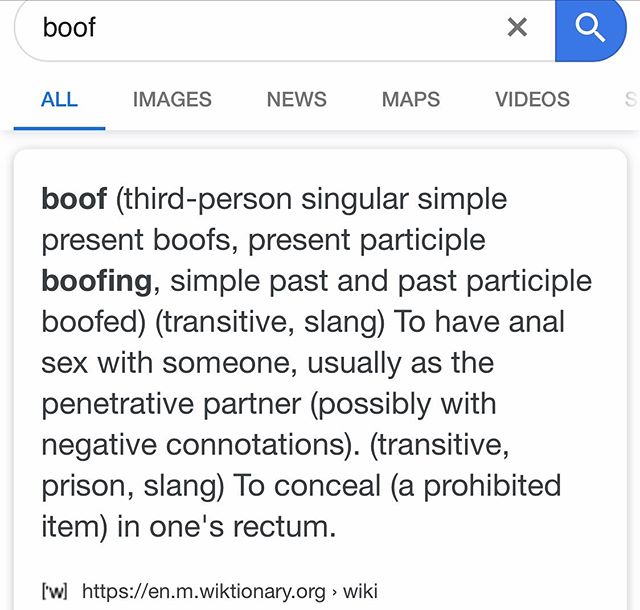 boof
ALL IMAGES NEWS MAPS VIDEOS S
boof (third-person singular simple
present boofs, present participle
boofing, simple past and past participle
boofed) (transitive, slang) To have anal
sex with someone, usually as the
penetrative partner (possibly with
negative connotations). (transitive,
prison, slang) To conceal (a prohibited
item) in one's rectum.
['w] https://en.m.wiktionary.org › wiki